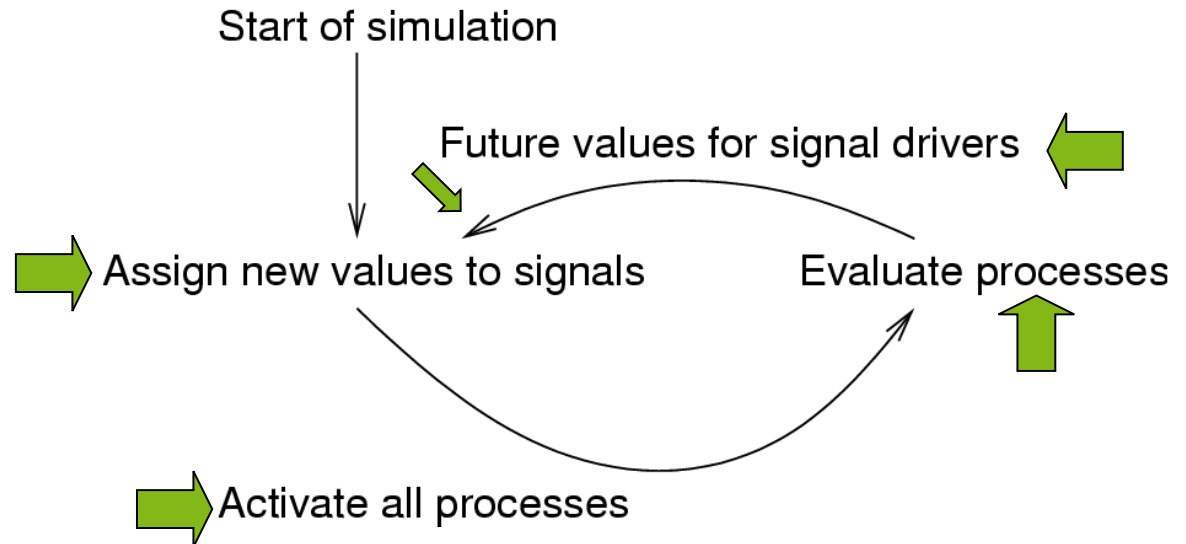 Start of simulation
Future values for signal drivers
Assign new values to signals
Evaluate processes
Activate all processes